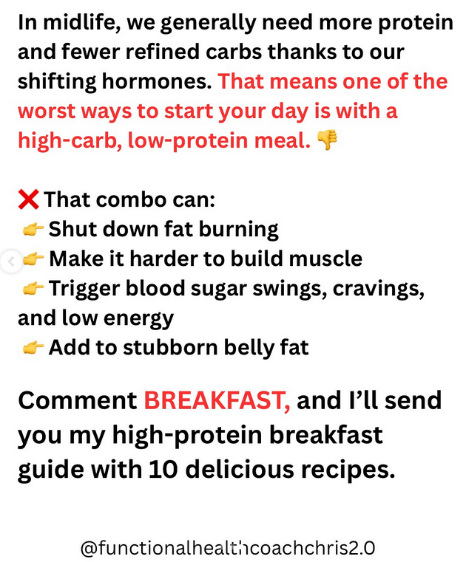 In midlife, we generally need more protein
and fewer refined carbs thanks to our
shifting hormones. That means one of the
worst ways to start your day is with a
high-carb, low-protein meal. 👎
❌ That combo can:
👉 Shut down fat burning
👉 Make it harder to build muscle
👉 Trigger blood sugar swings, cravings,
and low energy
👉 Add to stubborn belly fat
Comment BREAKFAST, and I’ll send
you my high-protein breakfast
guide with 10 delicious recipes.
@functionalhealthcoachchris2.0